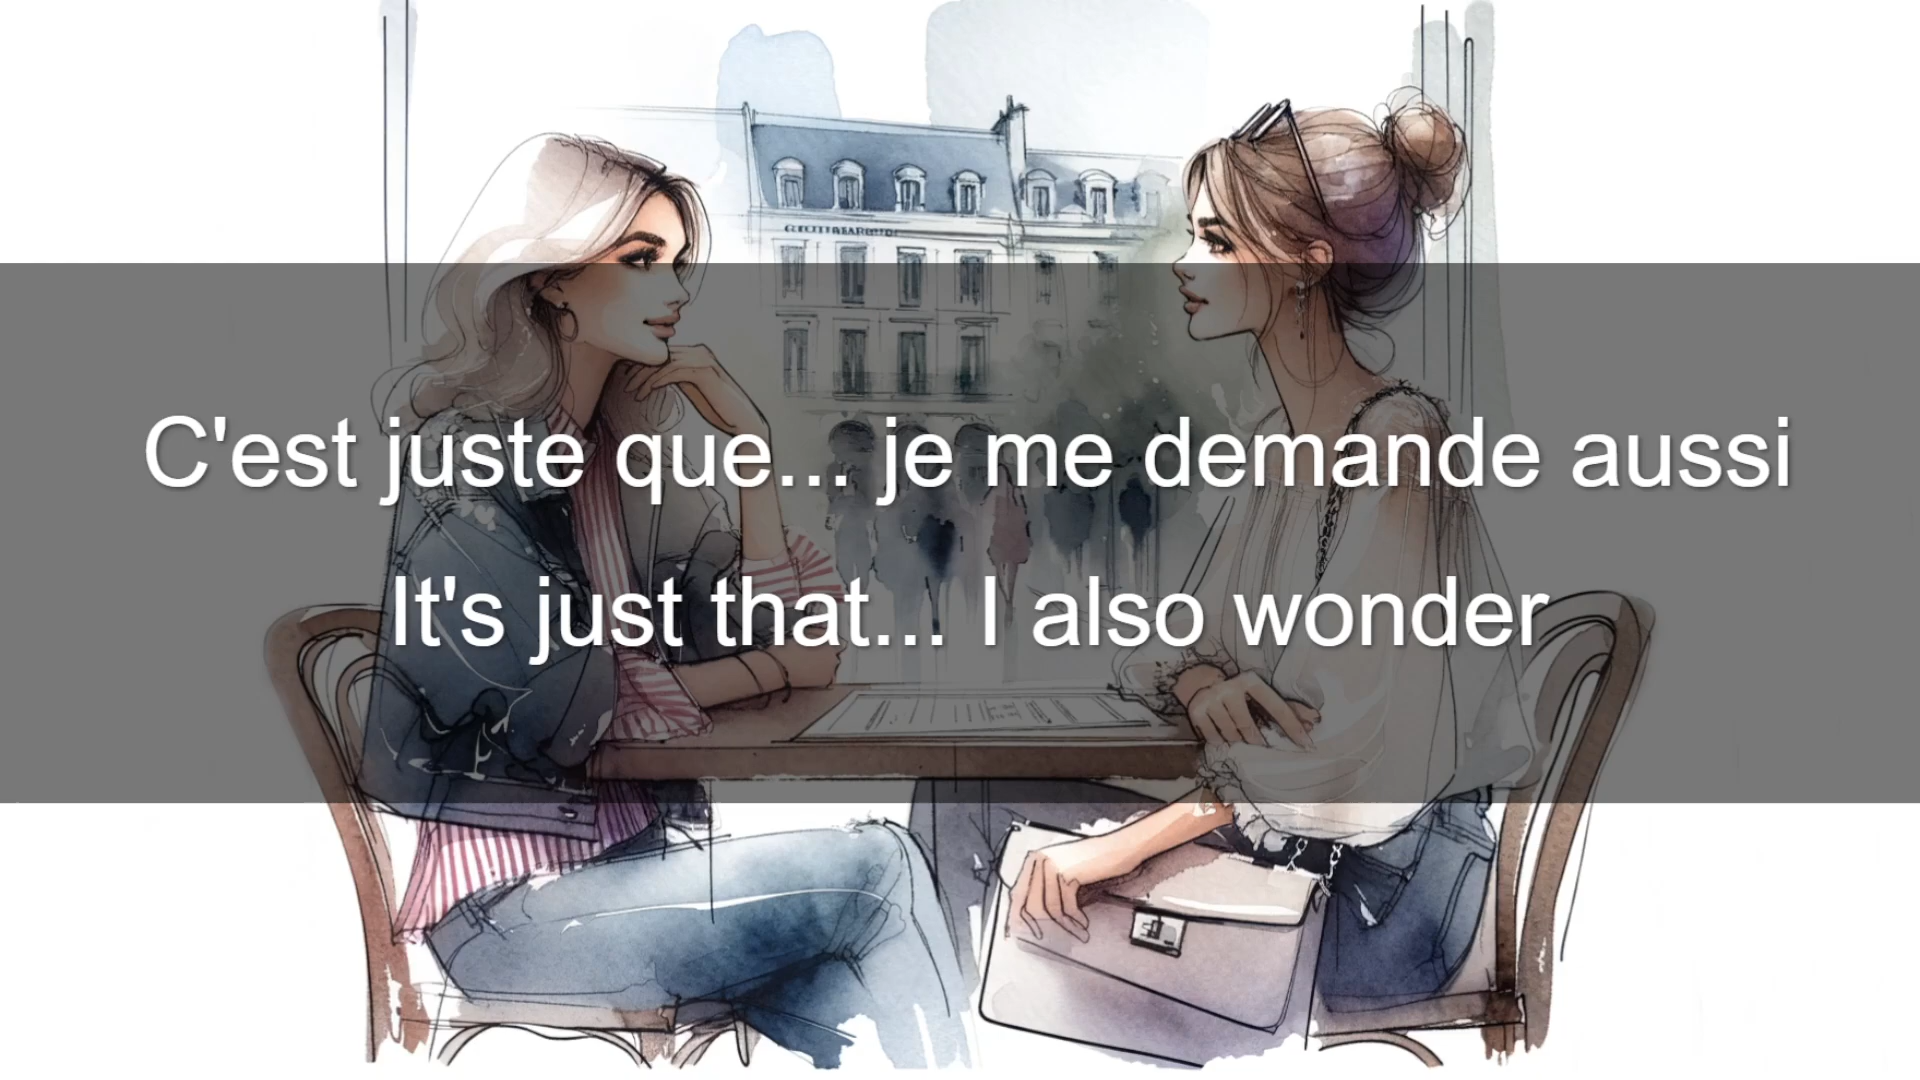 C'est juste que... je me demande aussi
It's just that... I also wonder